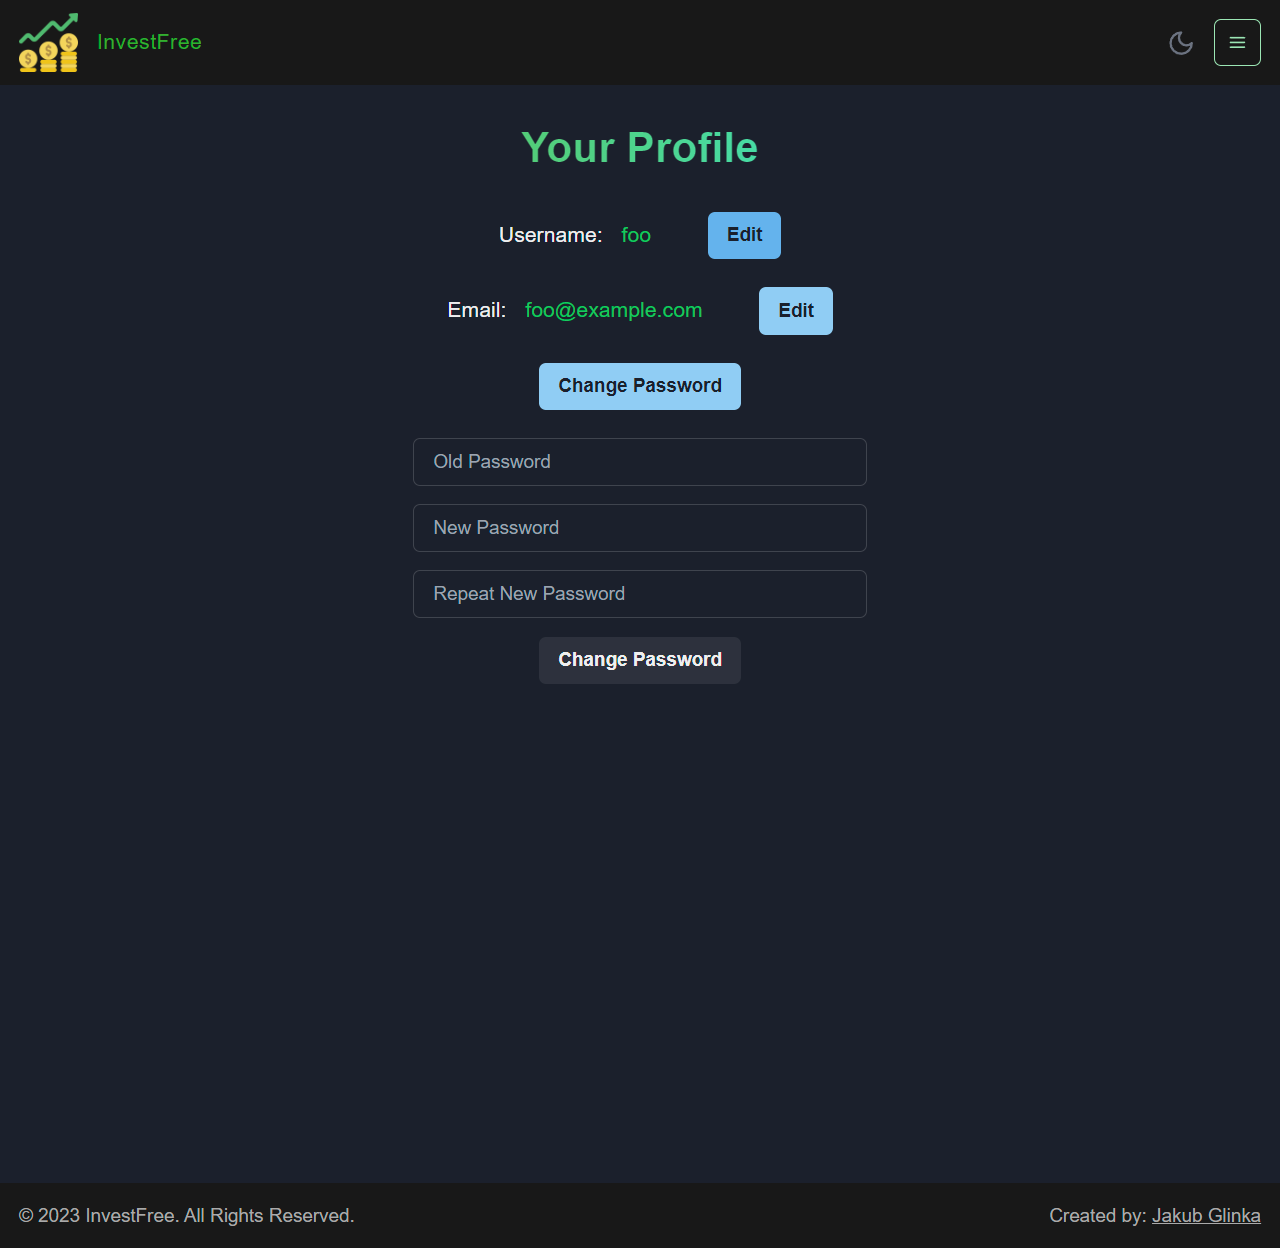 InvestFree
Your Profile
Username: foo Edit
Email: foo@example.com Edit
Change Password
Old Password
New Password
Repeat New Password
Change Password
© 2023 InvestFree. All Rights Reserved. Created by: Jakub Glinka